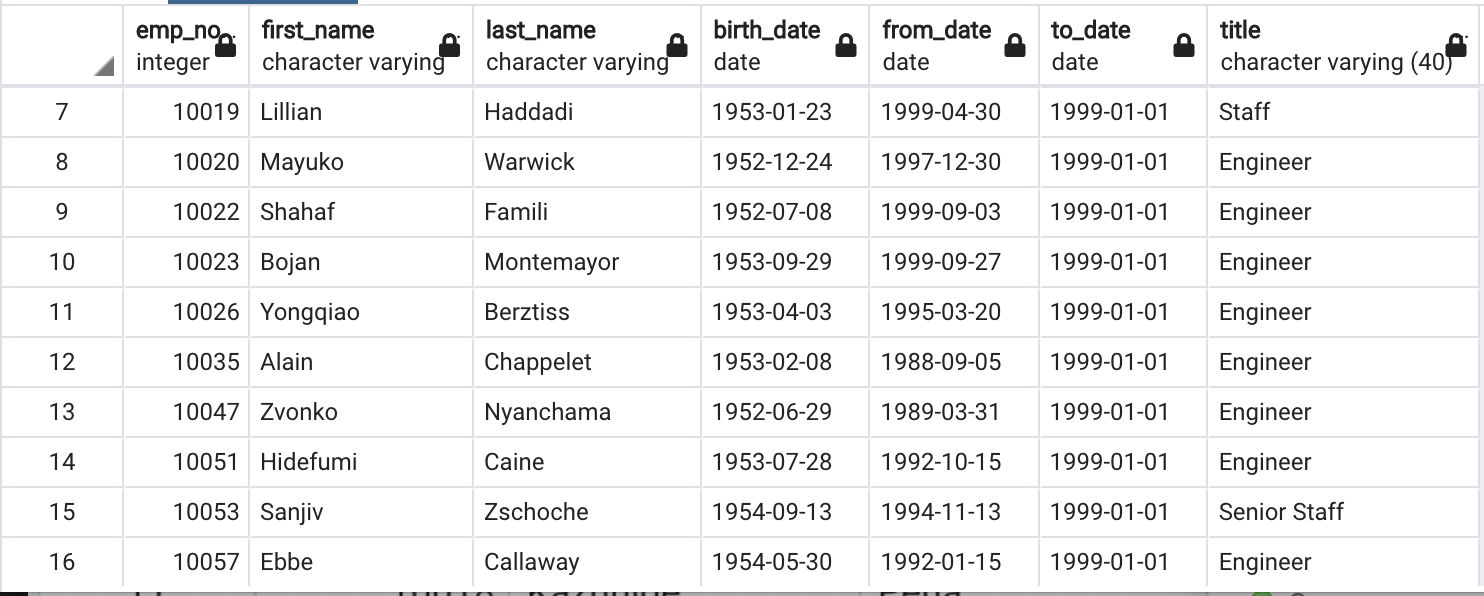 emp_no first_name last_name birth_date from_date to_date title
integer character varying character varying date date date character varying (40)
7 10019 Lillian Haddadi 1953-01-23 1999-04-30 1999-01-01 Staff
8 10020 Mayuko Warwick 1952-12-24 1997-12-30 1999-01-01 Engineer
9 10022 Shahaf Famili 1952-07-08 1999-09-03 1999-01-01 Engineer
10 10023 Bojan Montemayor 1953-09-29 1999-09-27 1999-01-01 Engineer
11 10026 Yongqiao Berztiss 1953-04-03 1995-03-20 1999-01-01 Engineer
12 10035 Alain Chappelet 1953-02-08 1988-09-05 1999-01-01 Engineer
13 10047 Zvonko Nyanchama 1952-06-29 1989-03-31 1999-01-01 Engineer
14 10051 Hidefumi Caine 1953-07-28 1992-10-15 1999-01-01 Engineer
15 10053 Sanjiv Zschoche 1954-09-13 1994-11-13 1999-01-01 Senior Staff
16 10057 Ebbe Callaway 1954-05-30 1992-01-15 1999-01-01 Engineer